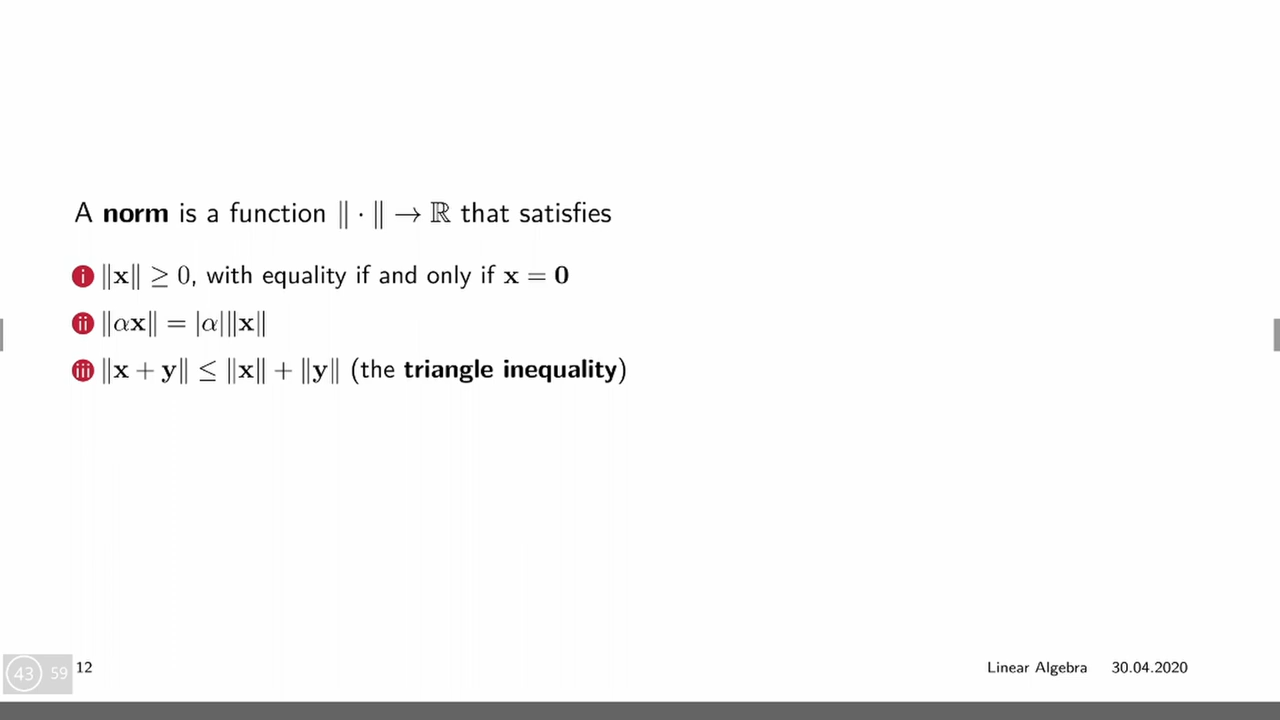 A norm is a function ‖ · ‖ → ℝ that satisfies
i ‖x‖ ≥ 0, with equality if and only if x = 0
ii ‖αx‖ = |α|‖x‖
iii ‖x + y‖ ≤ ‖x‖ + ‖y‖ (the triangle inequality)
43 59 12 Linear Algebra 30.04.2020